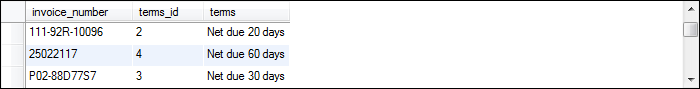 invoice_number terms_id terms
111-92R-10096 2 Net due 20 days
25022117 4 Net due 60 days
P02-88D77S7 3 Net due 30 days